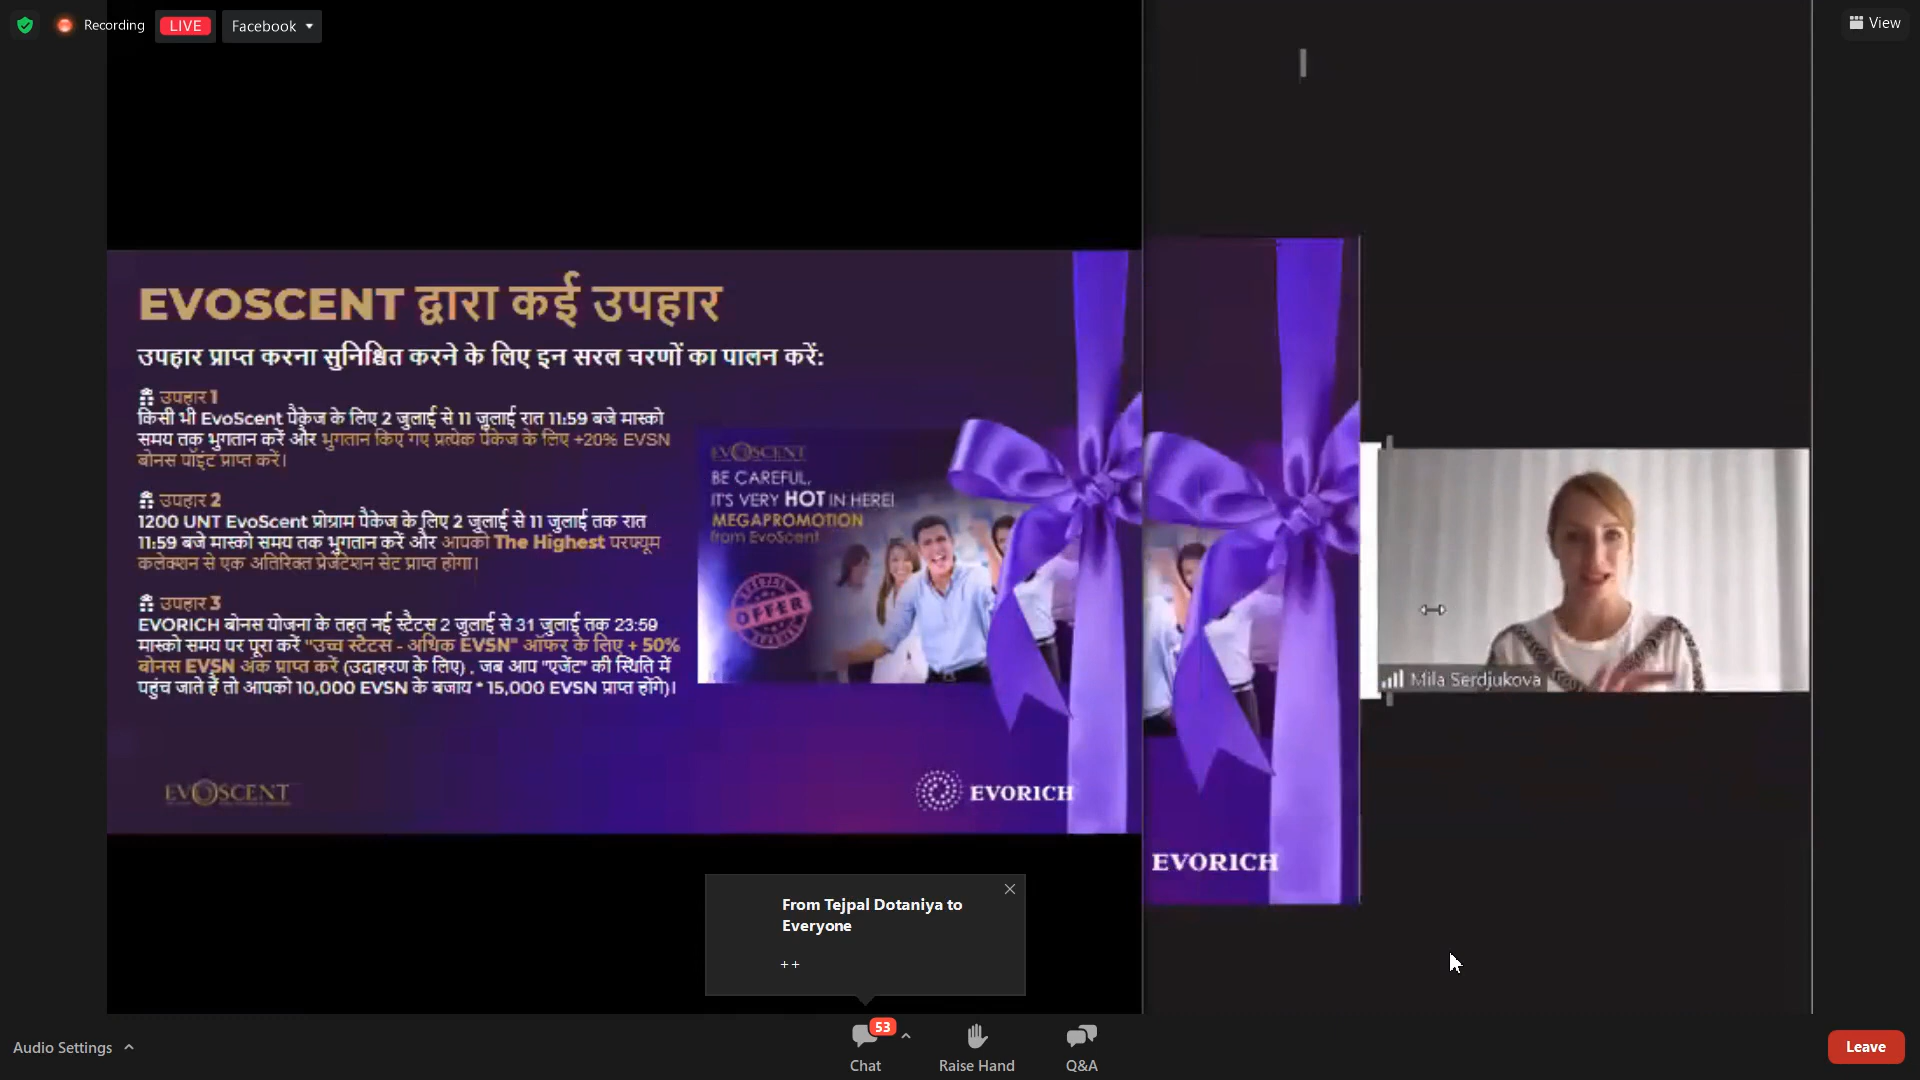 Recording
LIVE
Facebook
View
EVOSCENT द्वारा कई उपहार
उपहार प्राप्त करना सुनिश्चित करने के लिए इन सरल चरणों का पालन करें:
उपहार 1
किसी भी EvoScent पैकेज के लिए 2 जुलाई से 11 जुलाई रात 11:59 बजे मास्को
समय तक भुगतान करें और भुगतान किए गए प्रत्येक पैकेज के लिए +20% EVSN
बोनस पॉइंट प्राप्त करें।
उपहार 2
1200 UNT EvoScent प्रोग्राम पैकेज के लिए 2 जुलाई से 11 जुलाई तक रात
11:59 बजे मास्को समय तक भुगतान करें और आपको The Highest परफ्यूम
कलेक्शन से एक अतिरिक्त प्रेजेंटेशन सेट प्राप्त होगा।
उपहार 3
EVORICH बोनस योजना के तहत नई स्टैटस 2 जुलाई से 31 जुलाई तक 23:59
मास्को समय पर पूरा करें "उच्च स्टैटस - अधिक EVSN" ऑफर के लिए + 50%
बोनस EVSN अंक प्राप्त करें (उदाहरण के लिए) , जब आप "एजेंट" की स्थिति में
पहुंच जाते हैं तो आपको 10,000 EVSN के बजाय * 15,000 EVSN प्राप्त होंगे)।
EVOSCENT
BE CAREFUL,
IT'S VERY HOT IN HERE!
MEGAPROMOTION
from EvoScent
SPECIAL
OFFER
SPECIAL
EVOSCENT
EVORICH
EVORICH
Mila Serdjukova
From Tejpal Dotaniya to
Everyone
++
Audio Settings
53
Chat
Raise Hand
Q&A
Leave